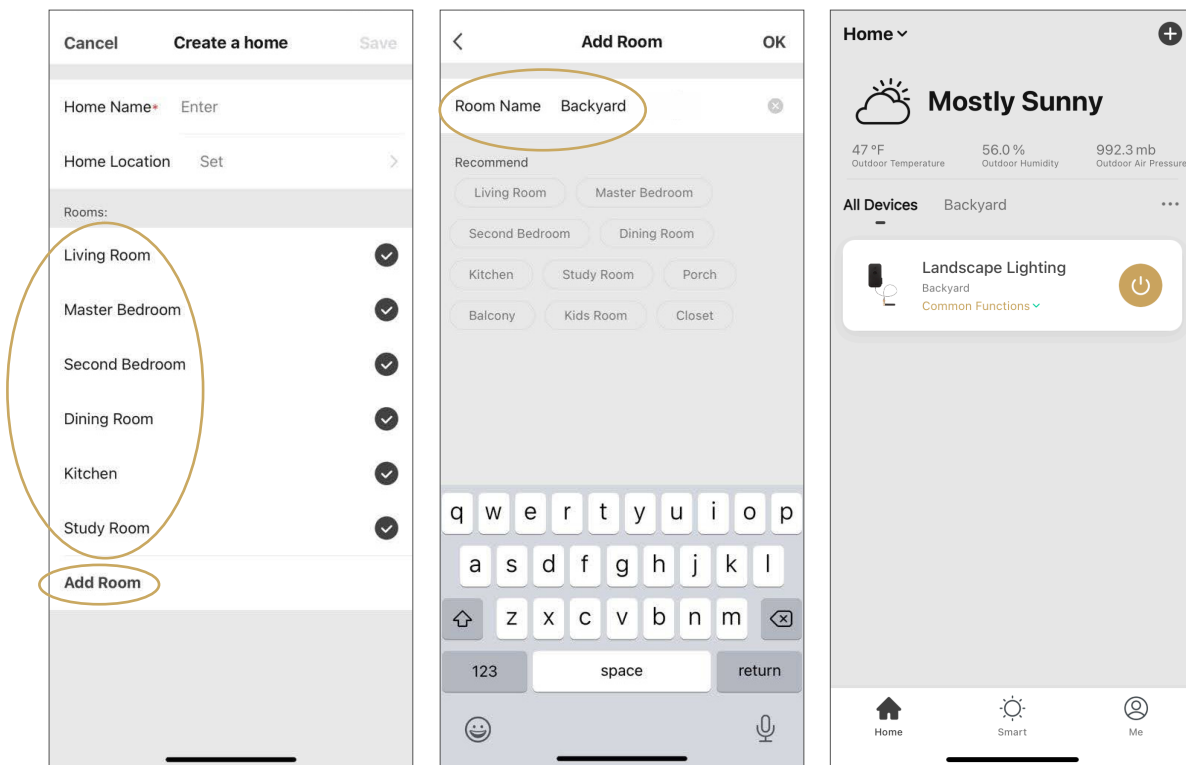 Cancel Create a home Save
Home Name* Enter
Home Location Set
Rooms:
Living Room
Master Bedroom
Second Bedroom
Dining Room
Kitchen
Study Room
Add Room
Add Room OK
Room Name Backyard
Recommend
Living Room Master Bedroom
Second Bedroom Dining Room
Kitchen Study Room Porch
Balcony Kids Room Closet
q w e r t y u i o p
a s d f g h j k l
z x c v b n m
123 space return
Home
Mostly Sunny
47 °F 56.0 % 992.3 mb
Outdoor Temperature Outdoor Humidity Outdoor Air Pressure
All Devices Backyard
Landscape Lighting
Backyard
Common Functions
Home Smart Me